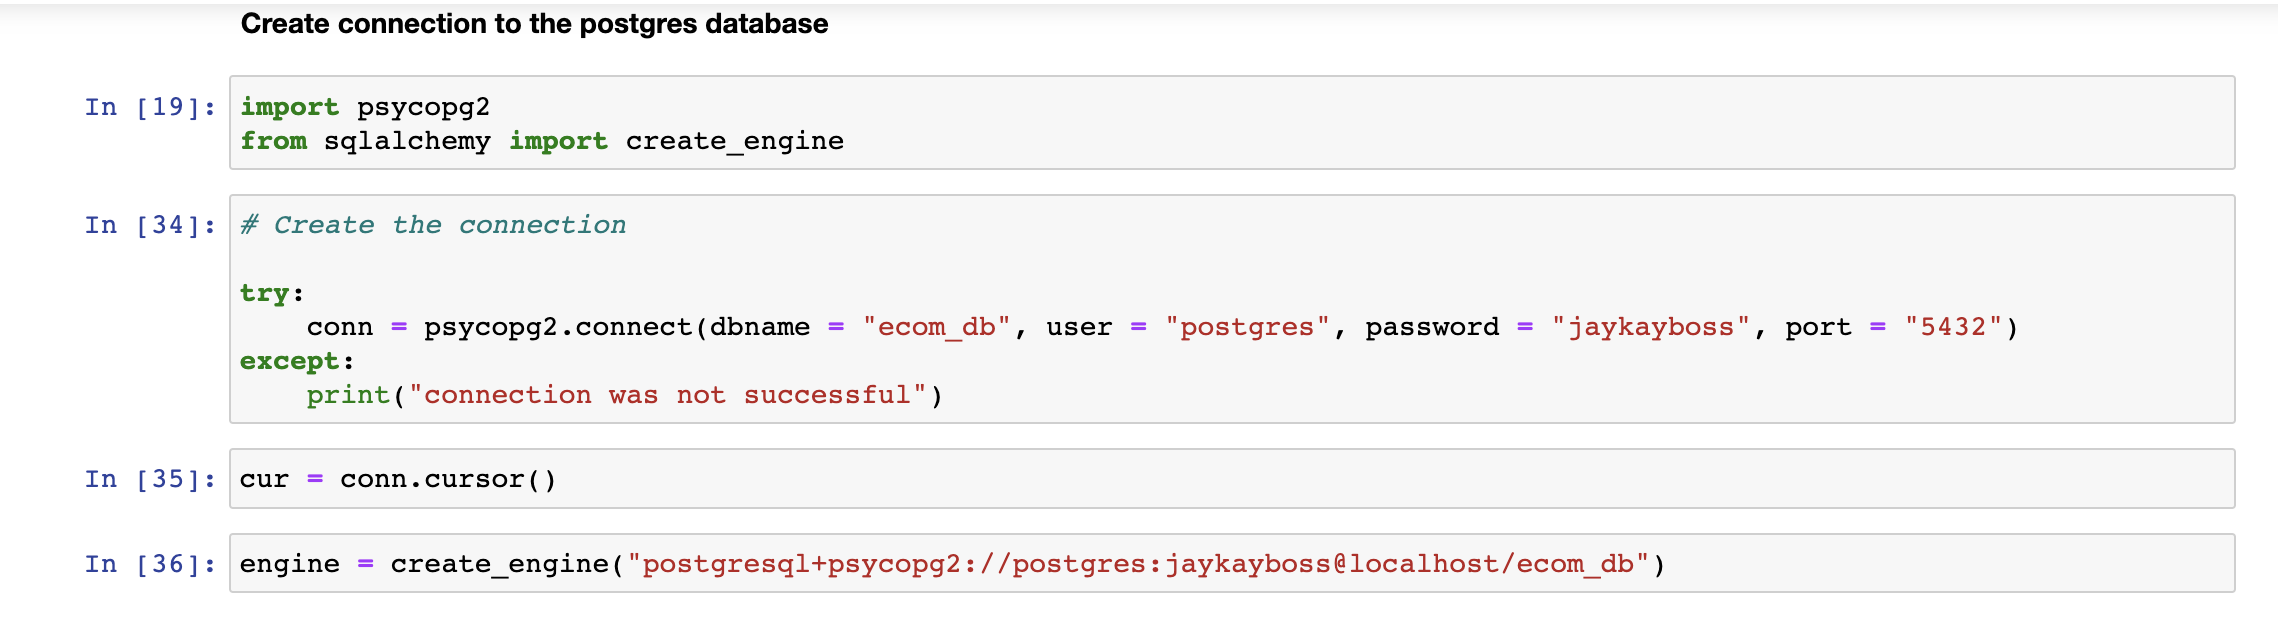 Create connection to the postgres database
In [19]: import psycopg2
from sqlalchemy import create_engine
In [34]: # Create the connection
try:
    conn = psycopg2.connect(dbname = "ecom_db", user = "postgres", password = "jaykayboss", port = "5432")
except:
    print("connection was not successful")
In [35]: cur = conn.cursor()
In [36]: engine = create_engine("postgresql+psycopg2://postgres:jaykayboss@localhost/ecom_db")